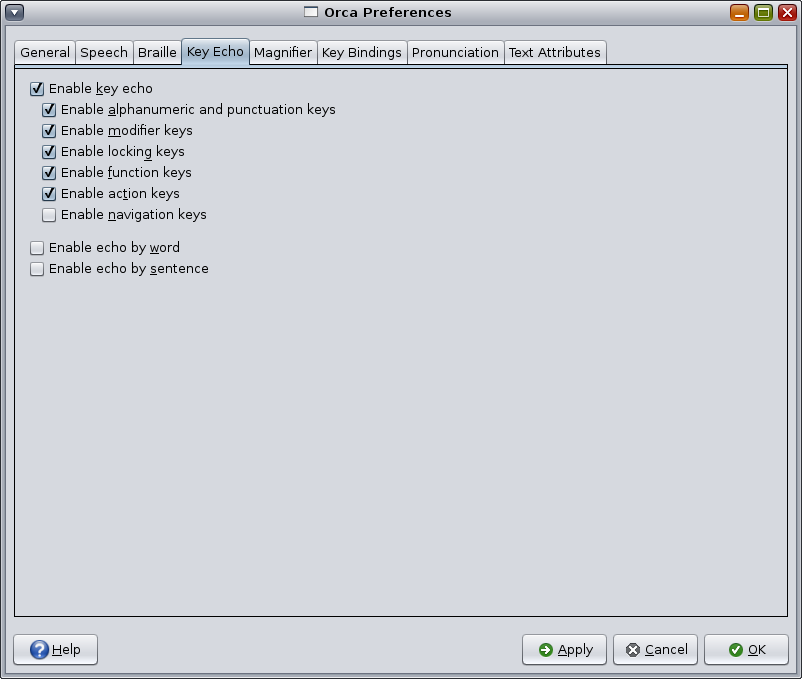 Orca Preferences
General Speech Braille Key Echo Magnifier Key Bindings Pronunciation Text Attributes
Enable key echo
Enable alphanumeric and punctuation keys
Enable modifier keys
Enable locking keys
Enable function keys
Enable action keys
Enable navigation keys
Enable echo by word
Enable echo by sentence
Help Apply Cancel OK